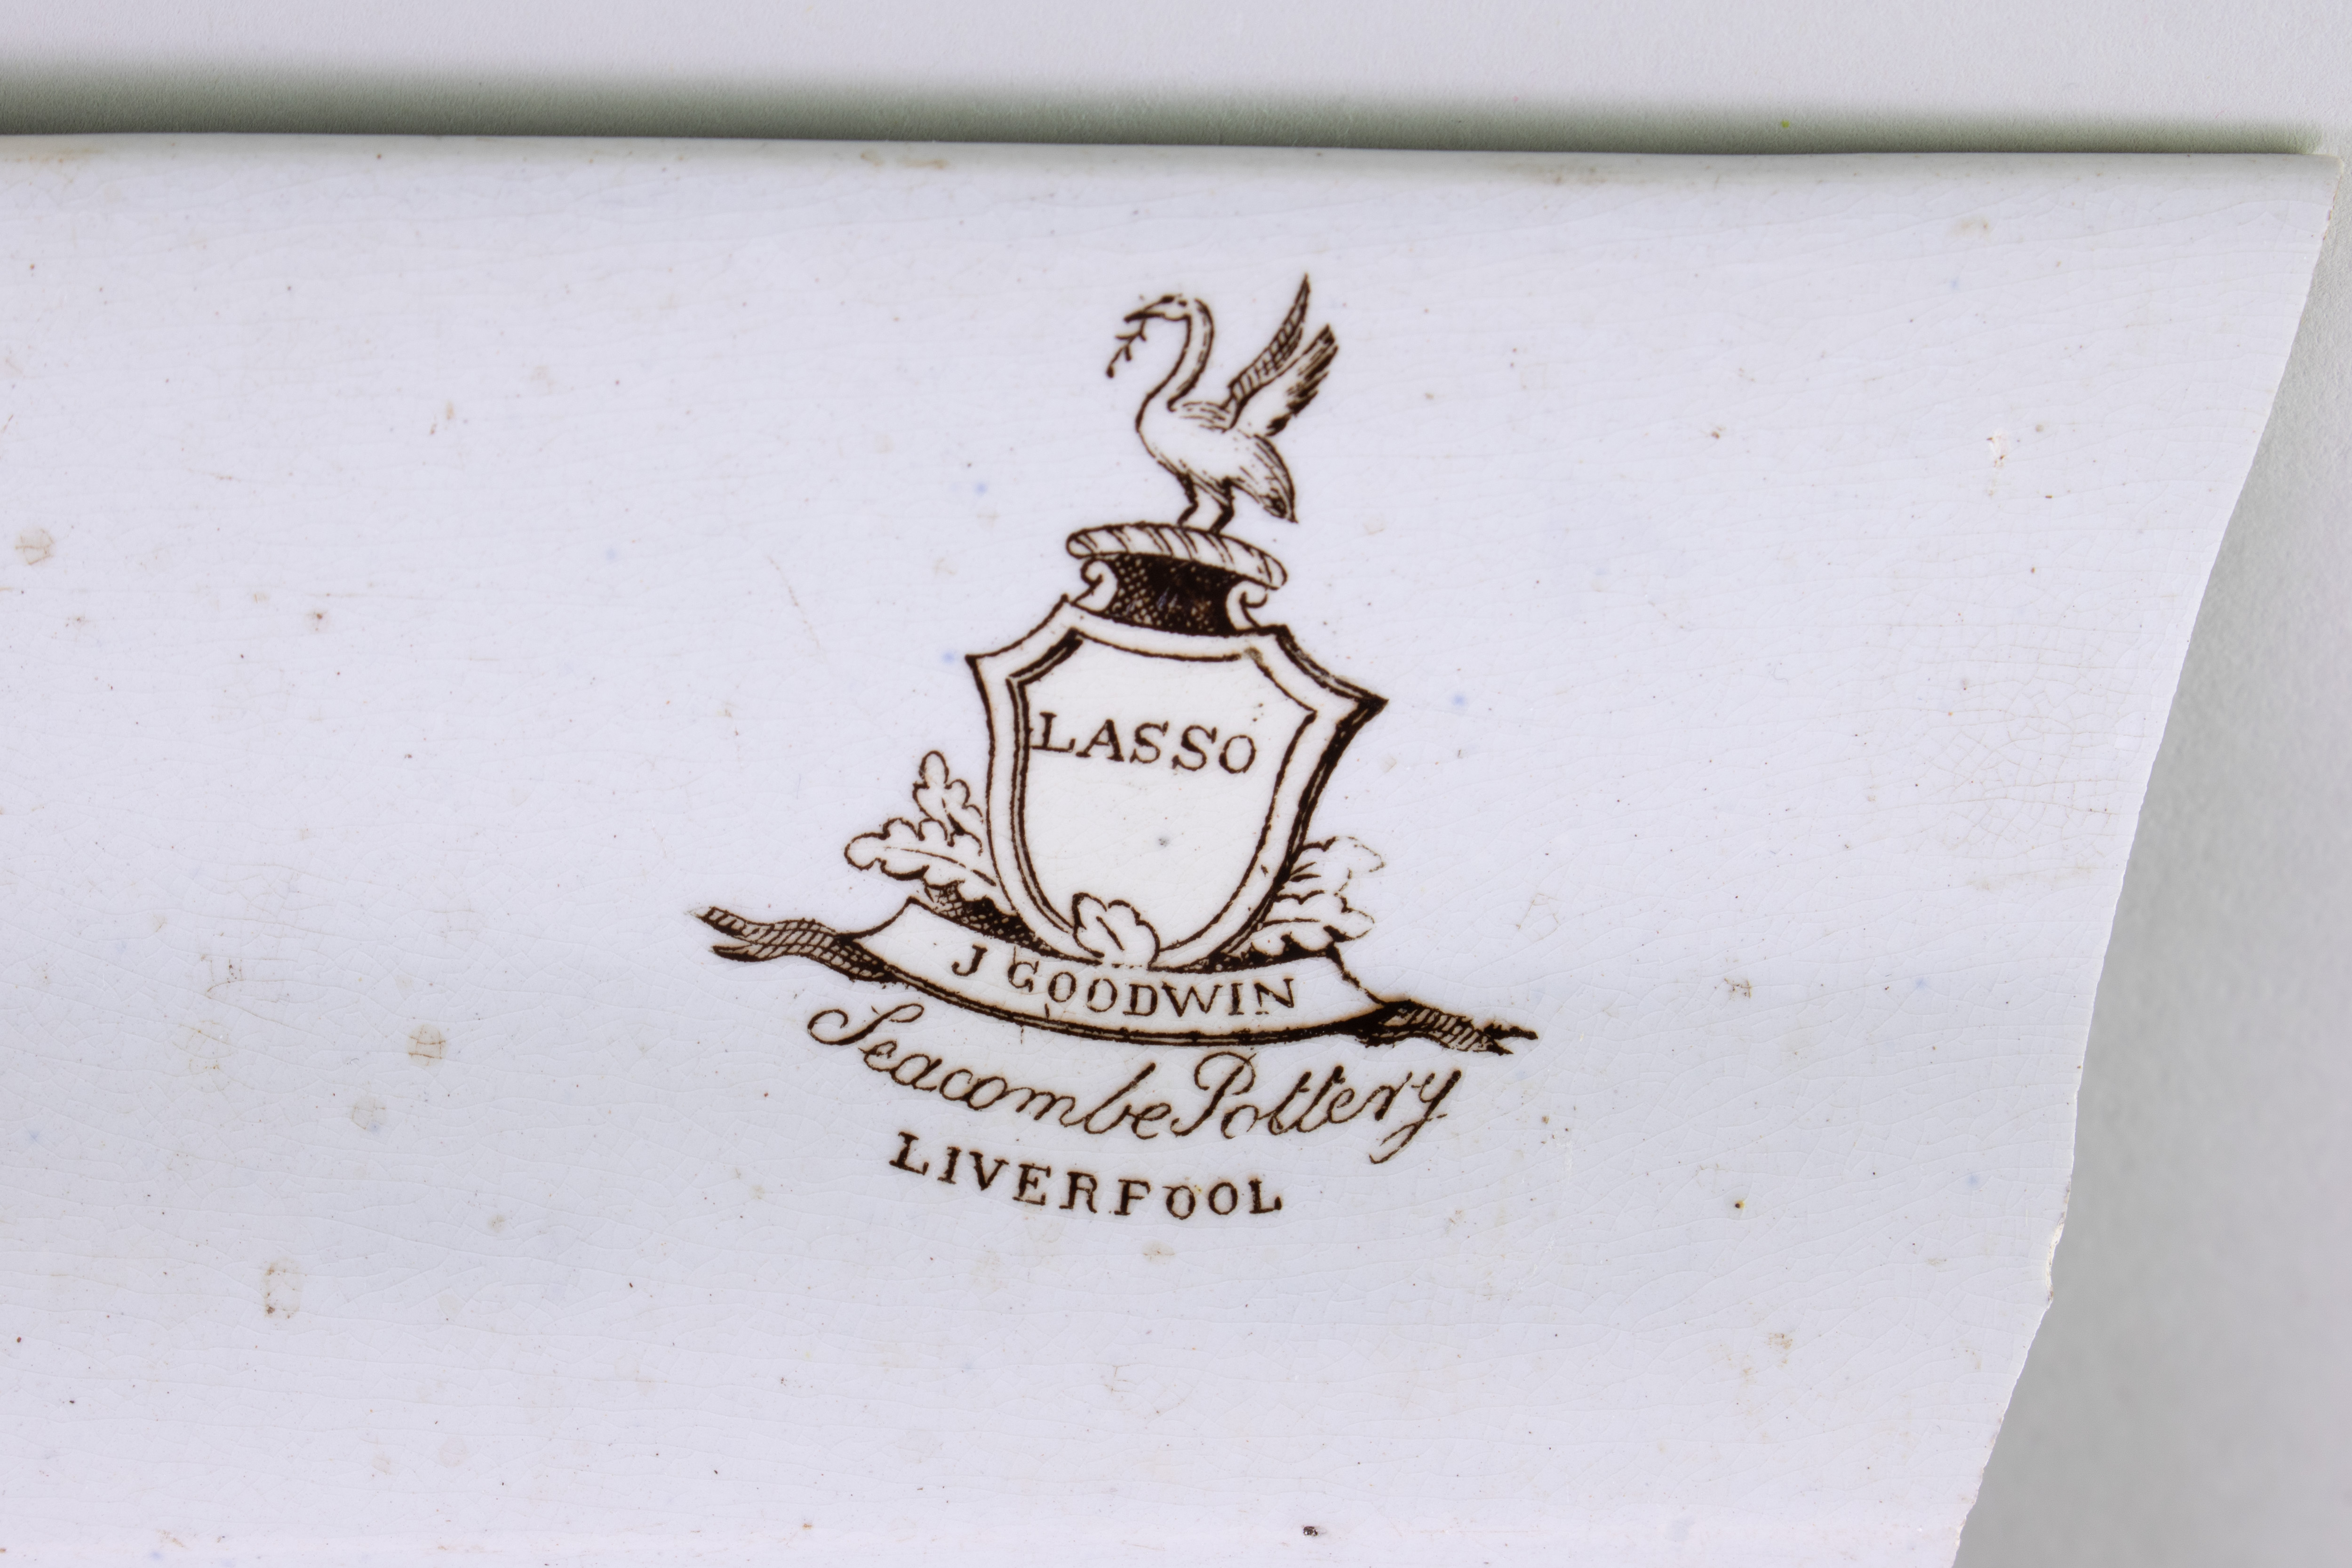 LASSO
J GOODWIN
Seacombe Pottery
LIVERPOOL